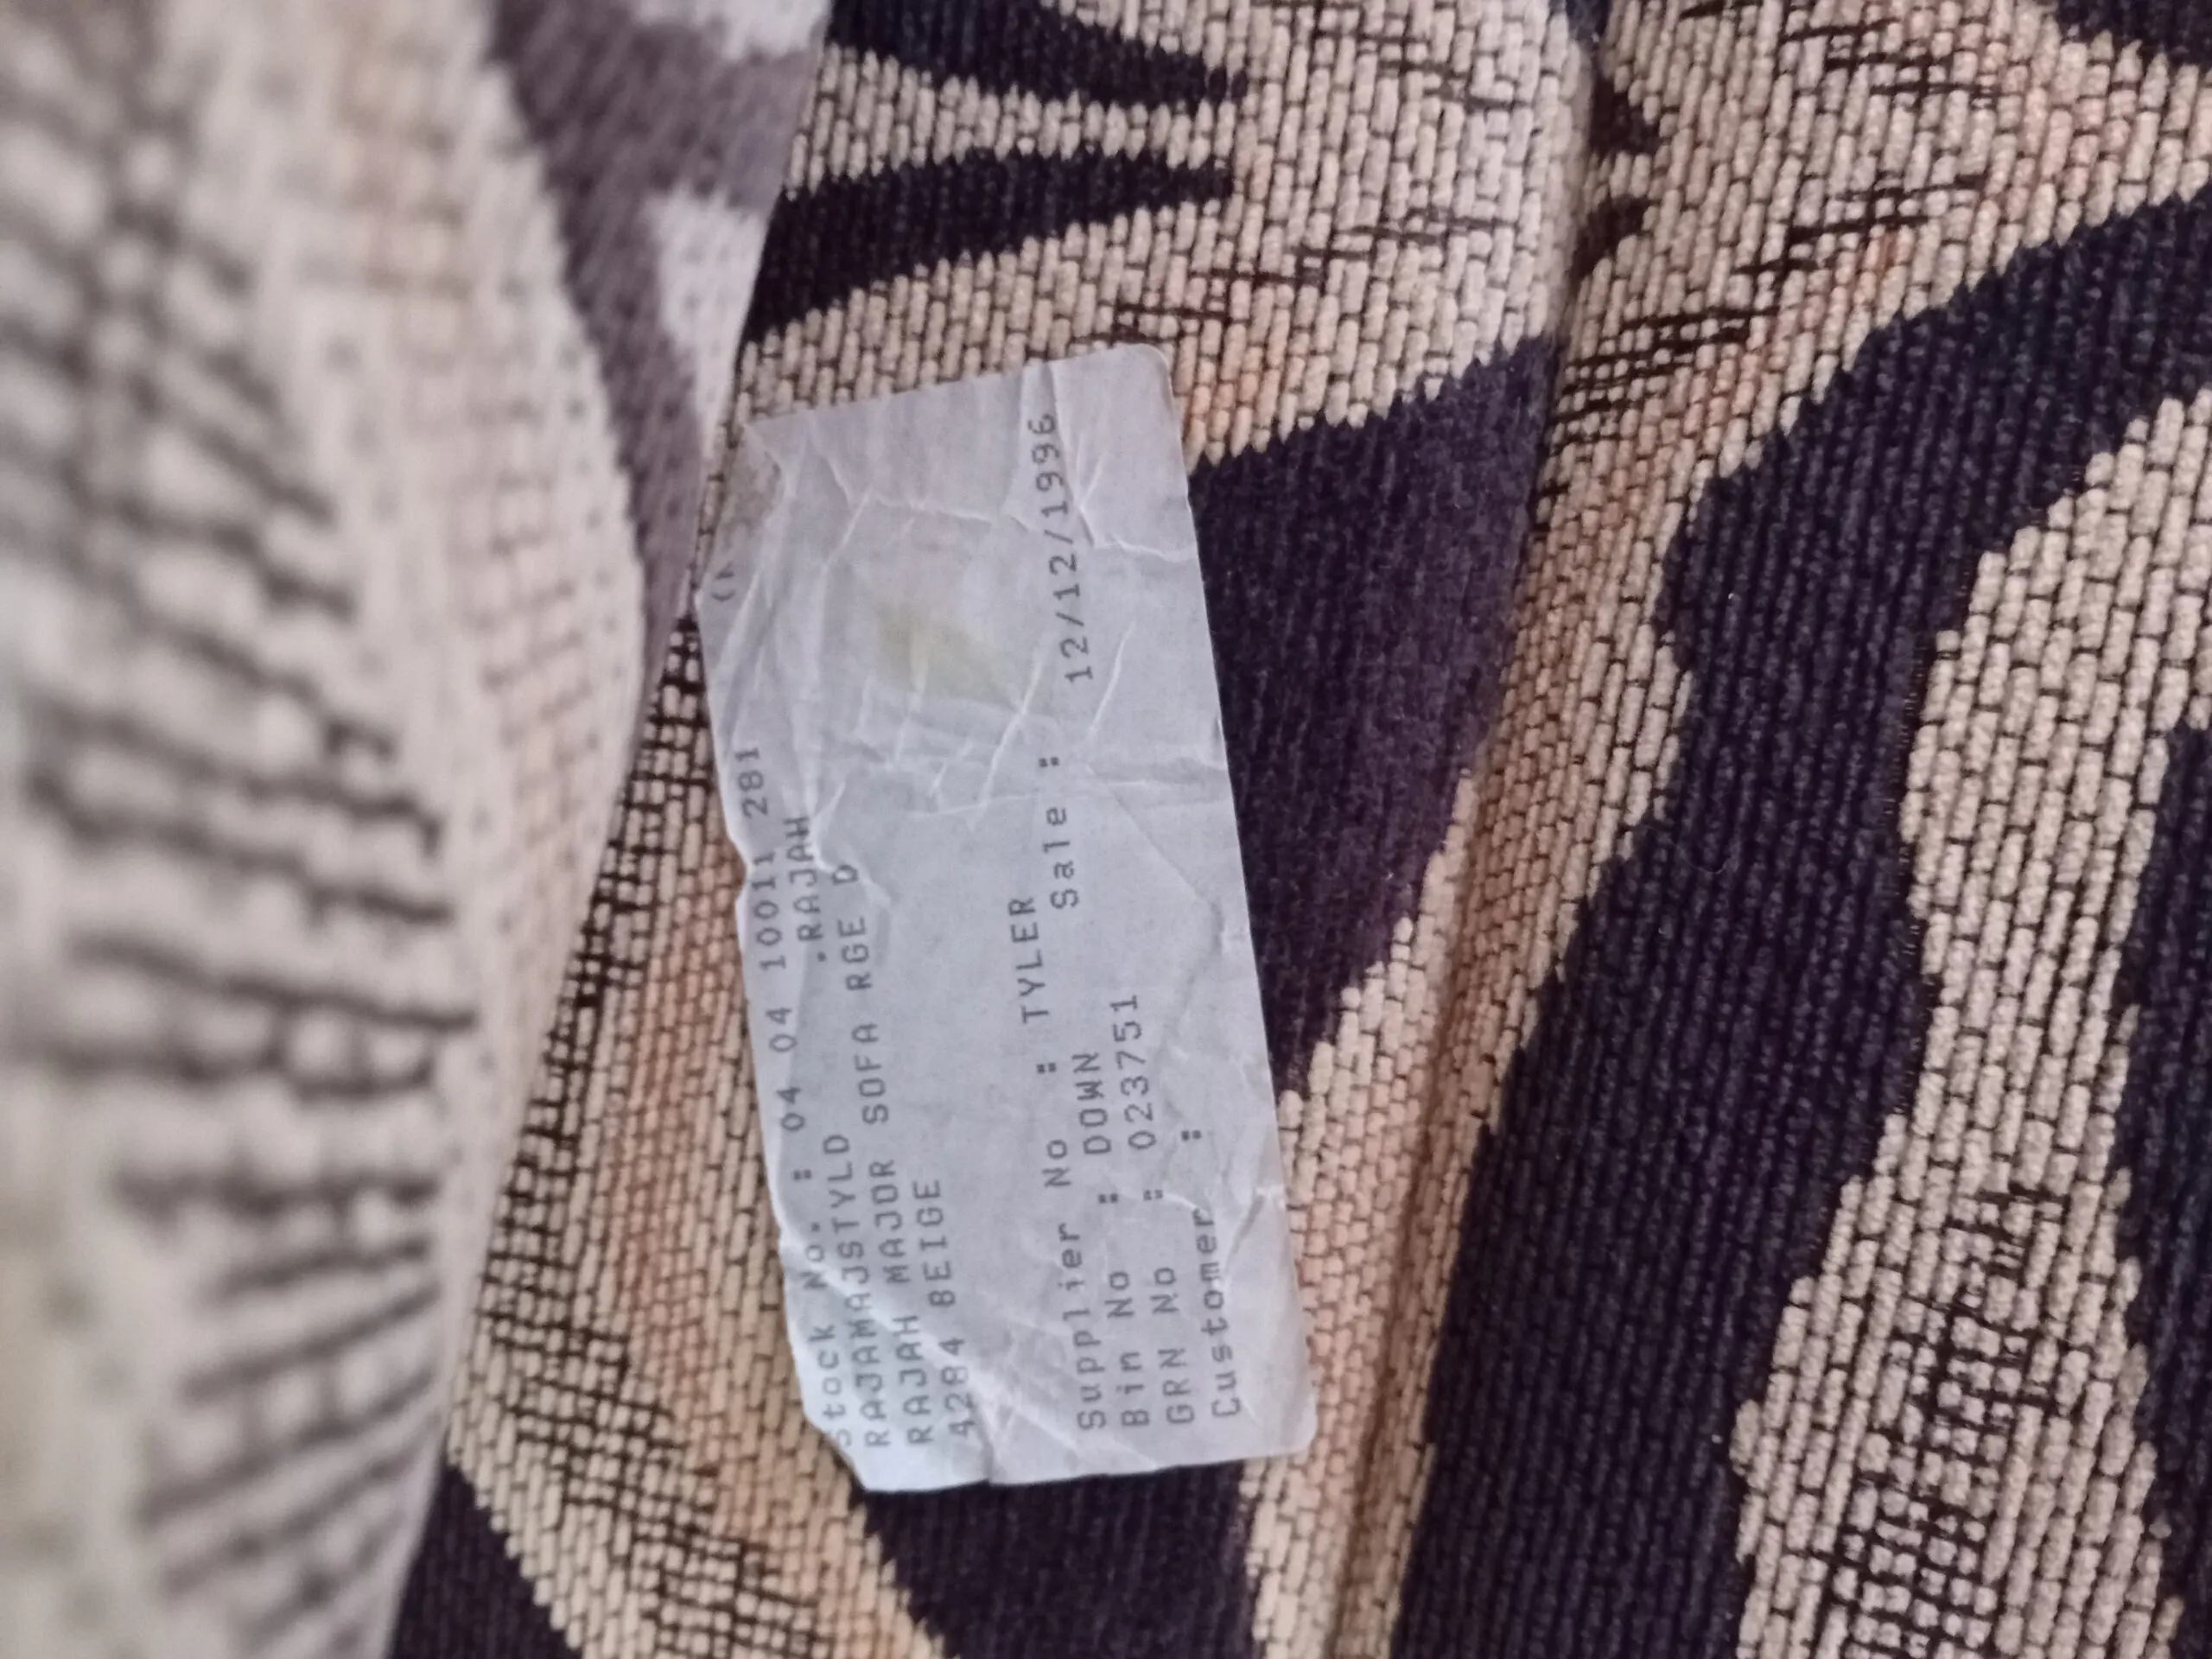 Stock No. : 04 04 10011 281
RAJAMAJSTYLD . RAJAH
RAJAH MAJOR SOFA RGE D
4284 BEIGE
Supplier No : TYLER
Bin No : DOWN Sale : 12/12/1996
GRN No : 023751
Customer :